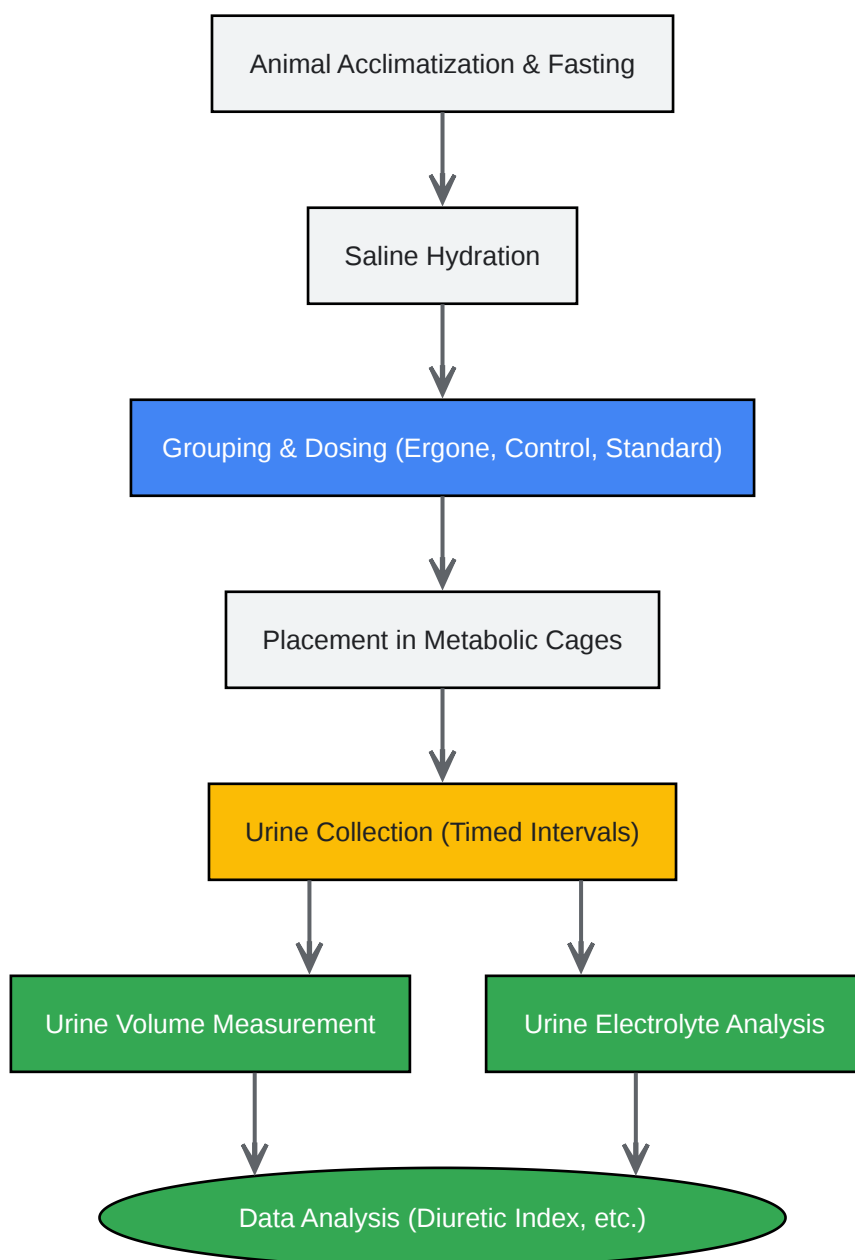 Animal Acclimatization & Fasting
Saline Hydration
Grouping & Dosing (Ergone, Control, Standard)
Placement in Metabolic Cages
Urine Collection (Timed Intervals)
Urine Volume Measurement
Urine Electrolyte Analysis
Data Analysis (Diuretic Index, etc.)